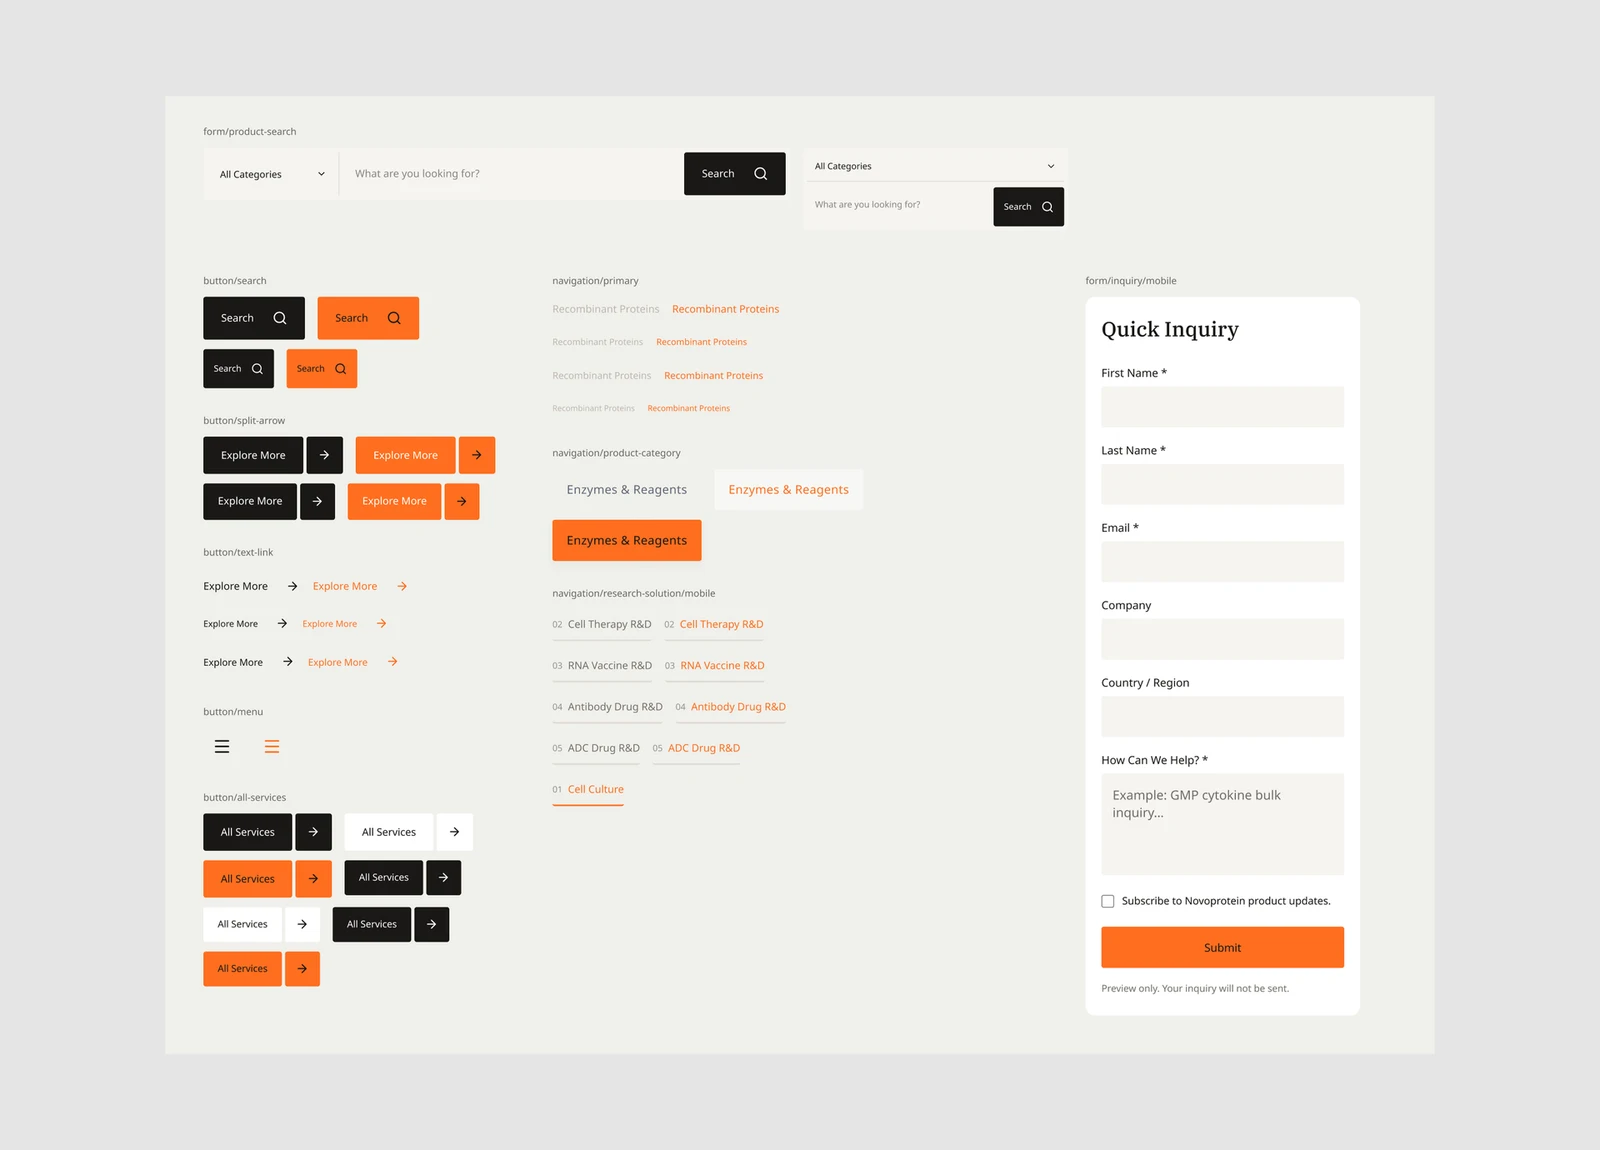 form/product-search
All Categories
What are you looking for?
Search
All Categories
What are you looking for?
Search
button/search
Search
Search
Search
Search
button/split-arrow
Explore More
Explore More
Explore More
Explore More
button/text-link
Explore More
Explore More
Explore More
Explore More
Explore More
Explore More
button/menu
button/all-services
All Services
All Services
All Services
All Services
All Services
All Services
All Services
navigation/primary
Recombinant Proteins
Recombinant Proteins
Recombinant Proteins
Recombinant Proteins
Recombinant Proteins
Recombinant Proteins
Recombinant Proteins
Recombinant Proteins
navigation/product-category
Enzymes & Reagents
Enzymes & Reagents
Enzymes & Reagents
navigation/research-solution/mobile
02 Cell Therapy R&D
02 Cell Therapy R&D
03 RNA Vaccine R&D
03 RNA Vaccine R&D
04 Antibody Drug R&D
04 Antibody Drug R&D
05 ADC Drug R&D
05 ADC Drug R&D
01 Cell Culture
form/inquiry/mobile
Quick Inquiry
First Name *
Last Name *
Email *
Company
Country / Region
How Can We Help? *
Example: GMP cytokine bulk
inquiry...
Subscribe to Novoprotein product updates.
Submit
Preview only. Your inquiry will not be sent.